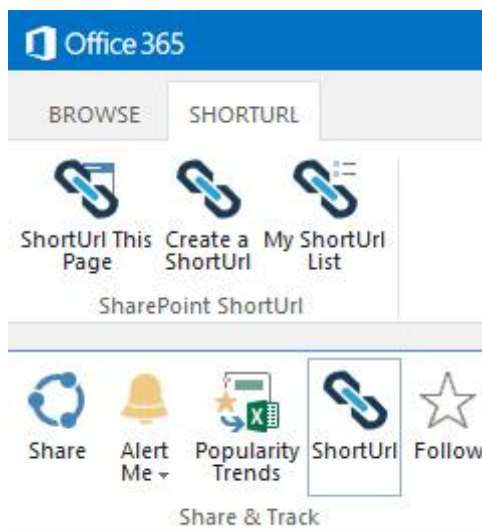 Office 365
BROWSE SHORTURL
ShortUrl This Create a My ShortUrl
Page ShortUrl List
SharePoint ShortUrl
Share Alert Popularity ShortUrl Follow
Me Trends
Share & Track